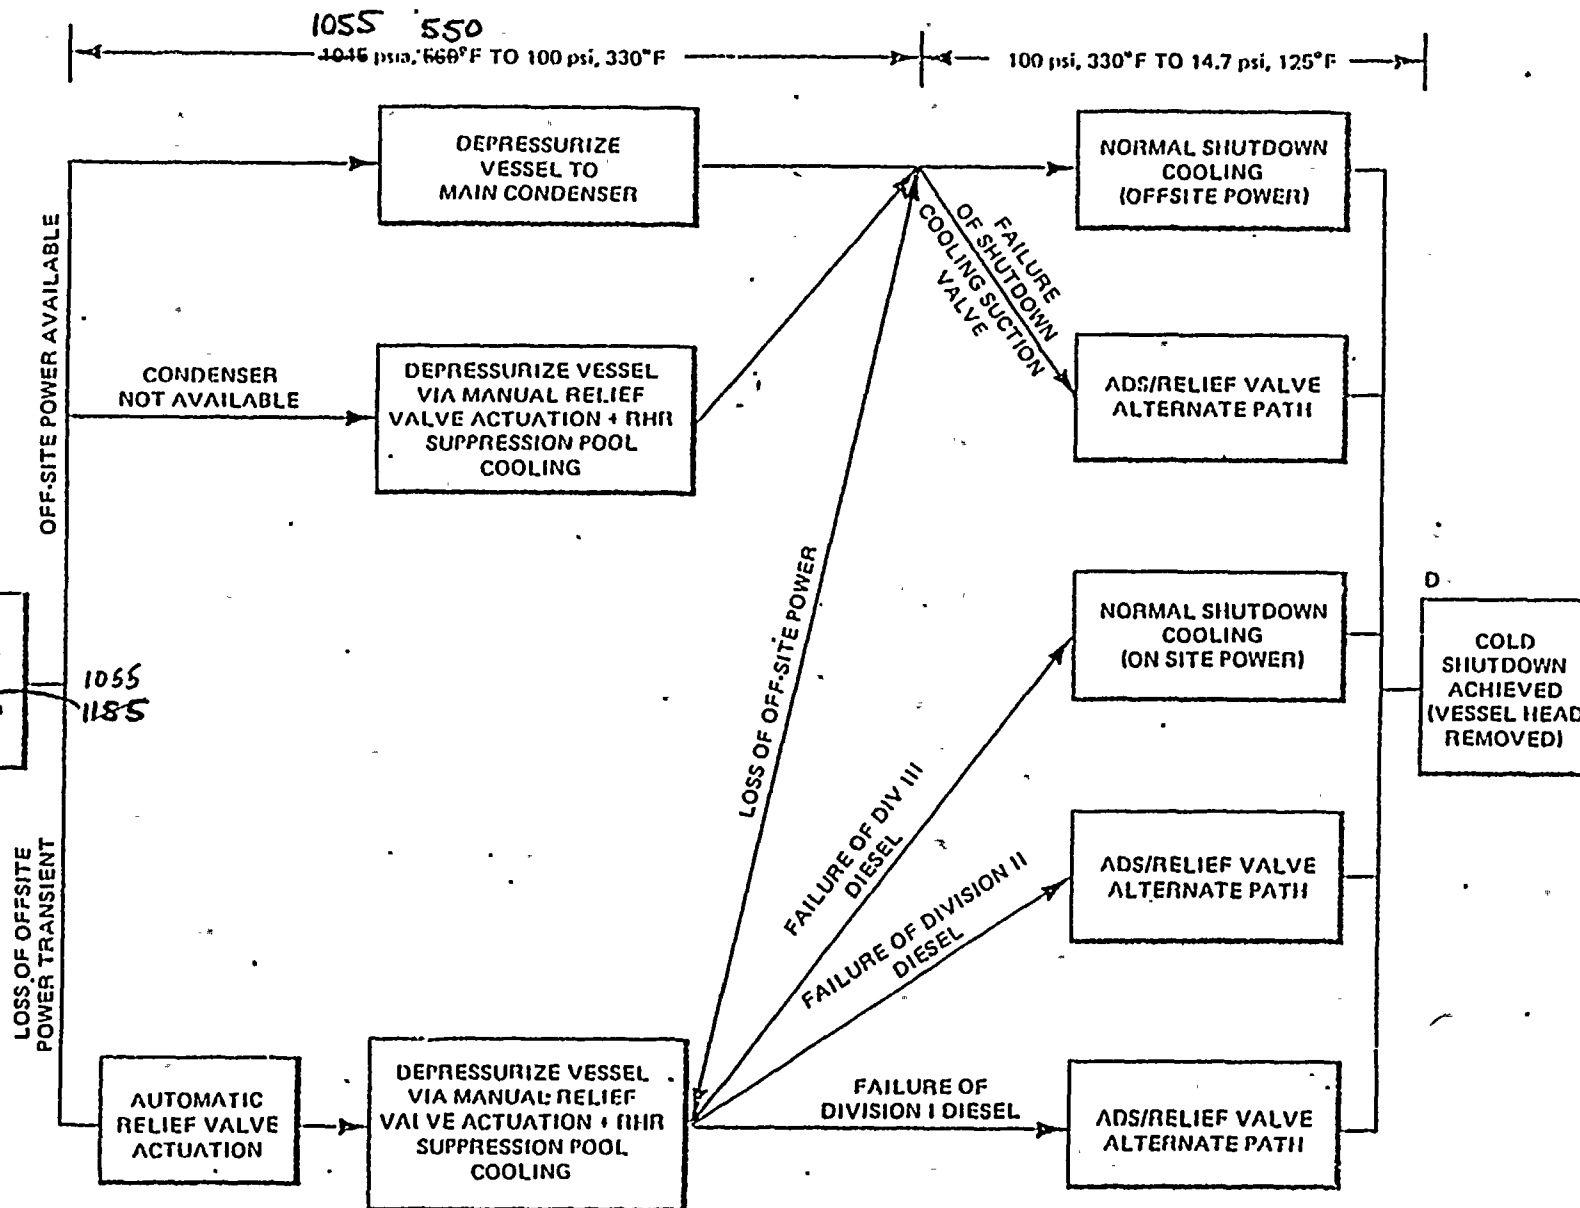 1055 550
1045 psia, 560°F TO 100 psi, 330°F
100 psi, 330°F TO 14.7 psi, 125°F
DEPRESSURIZE
VESSEL TO
MAIN CONDENSER
NORMAL SHUTDOWN
COOLING
(OFFSITE POWER)
OFF-SITE POWER AVAILABLE
FAILURE
OF SHUTDOWN
COOLING SUCTION
VALVE
CONDENSER
NOT AVAILABLE
DEPRESSURIZE VESSEL
VIA MANUAL RELIEF
VALVE ACTUATION + RHR
SUPPRESSION POOL
COOLING
ADS/RELIEF VALVE
ALTERNATE PATH
LOSS OF OFF-SITE POWER
NORMAL SHUTDOWN
COOLING
(ON SITE POWER)
D
COLD
SHUTDOWN
ACHIEVED
(VESSEL HEAD
REMOVED)
1055
1185
FAILURE OF DIV III
DIESEL
FAILURE OF DIVISION II
DIESEL
ADS/RELIEF VALVE
ALTERNATE PATH
LOSS OF OFFSITE
POWER TRANSIENT
AUTOMATIC
RELIEF VALVE
ACTUATION
DEPRESSURIZE VESSEL
VIA MANUAL RELIEF
VALVE ACTUATION + RHR
SUPPRESSION POOL
COOLING
FAILURE OF
DIVISION I DIESEL
ADS/RELIEF VALVE
ALTERNATE PATH